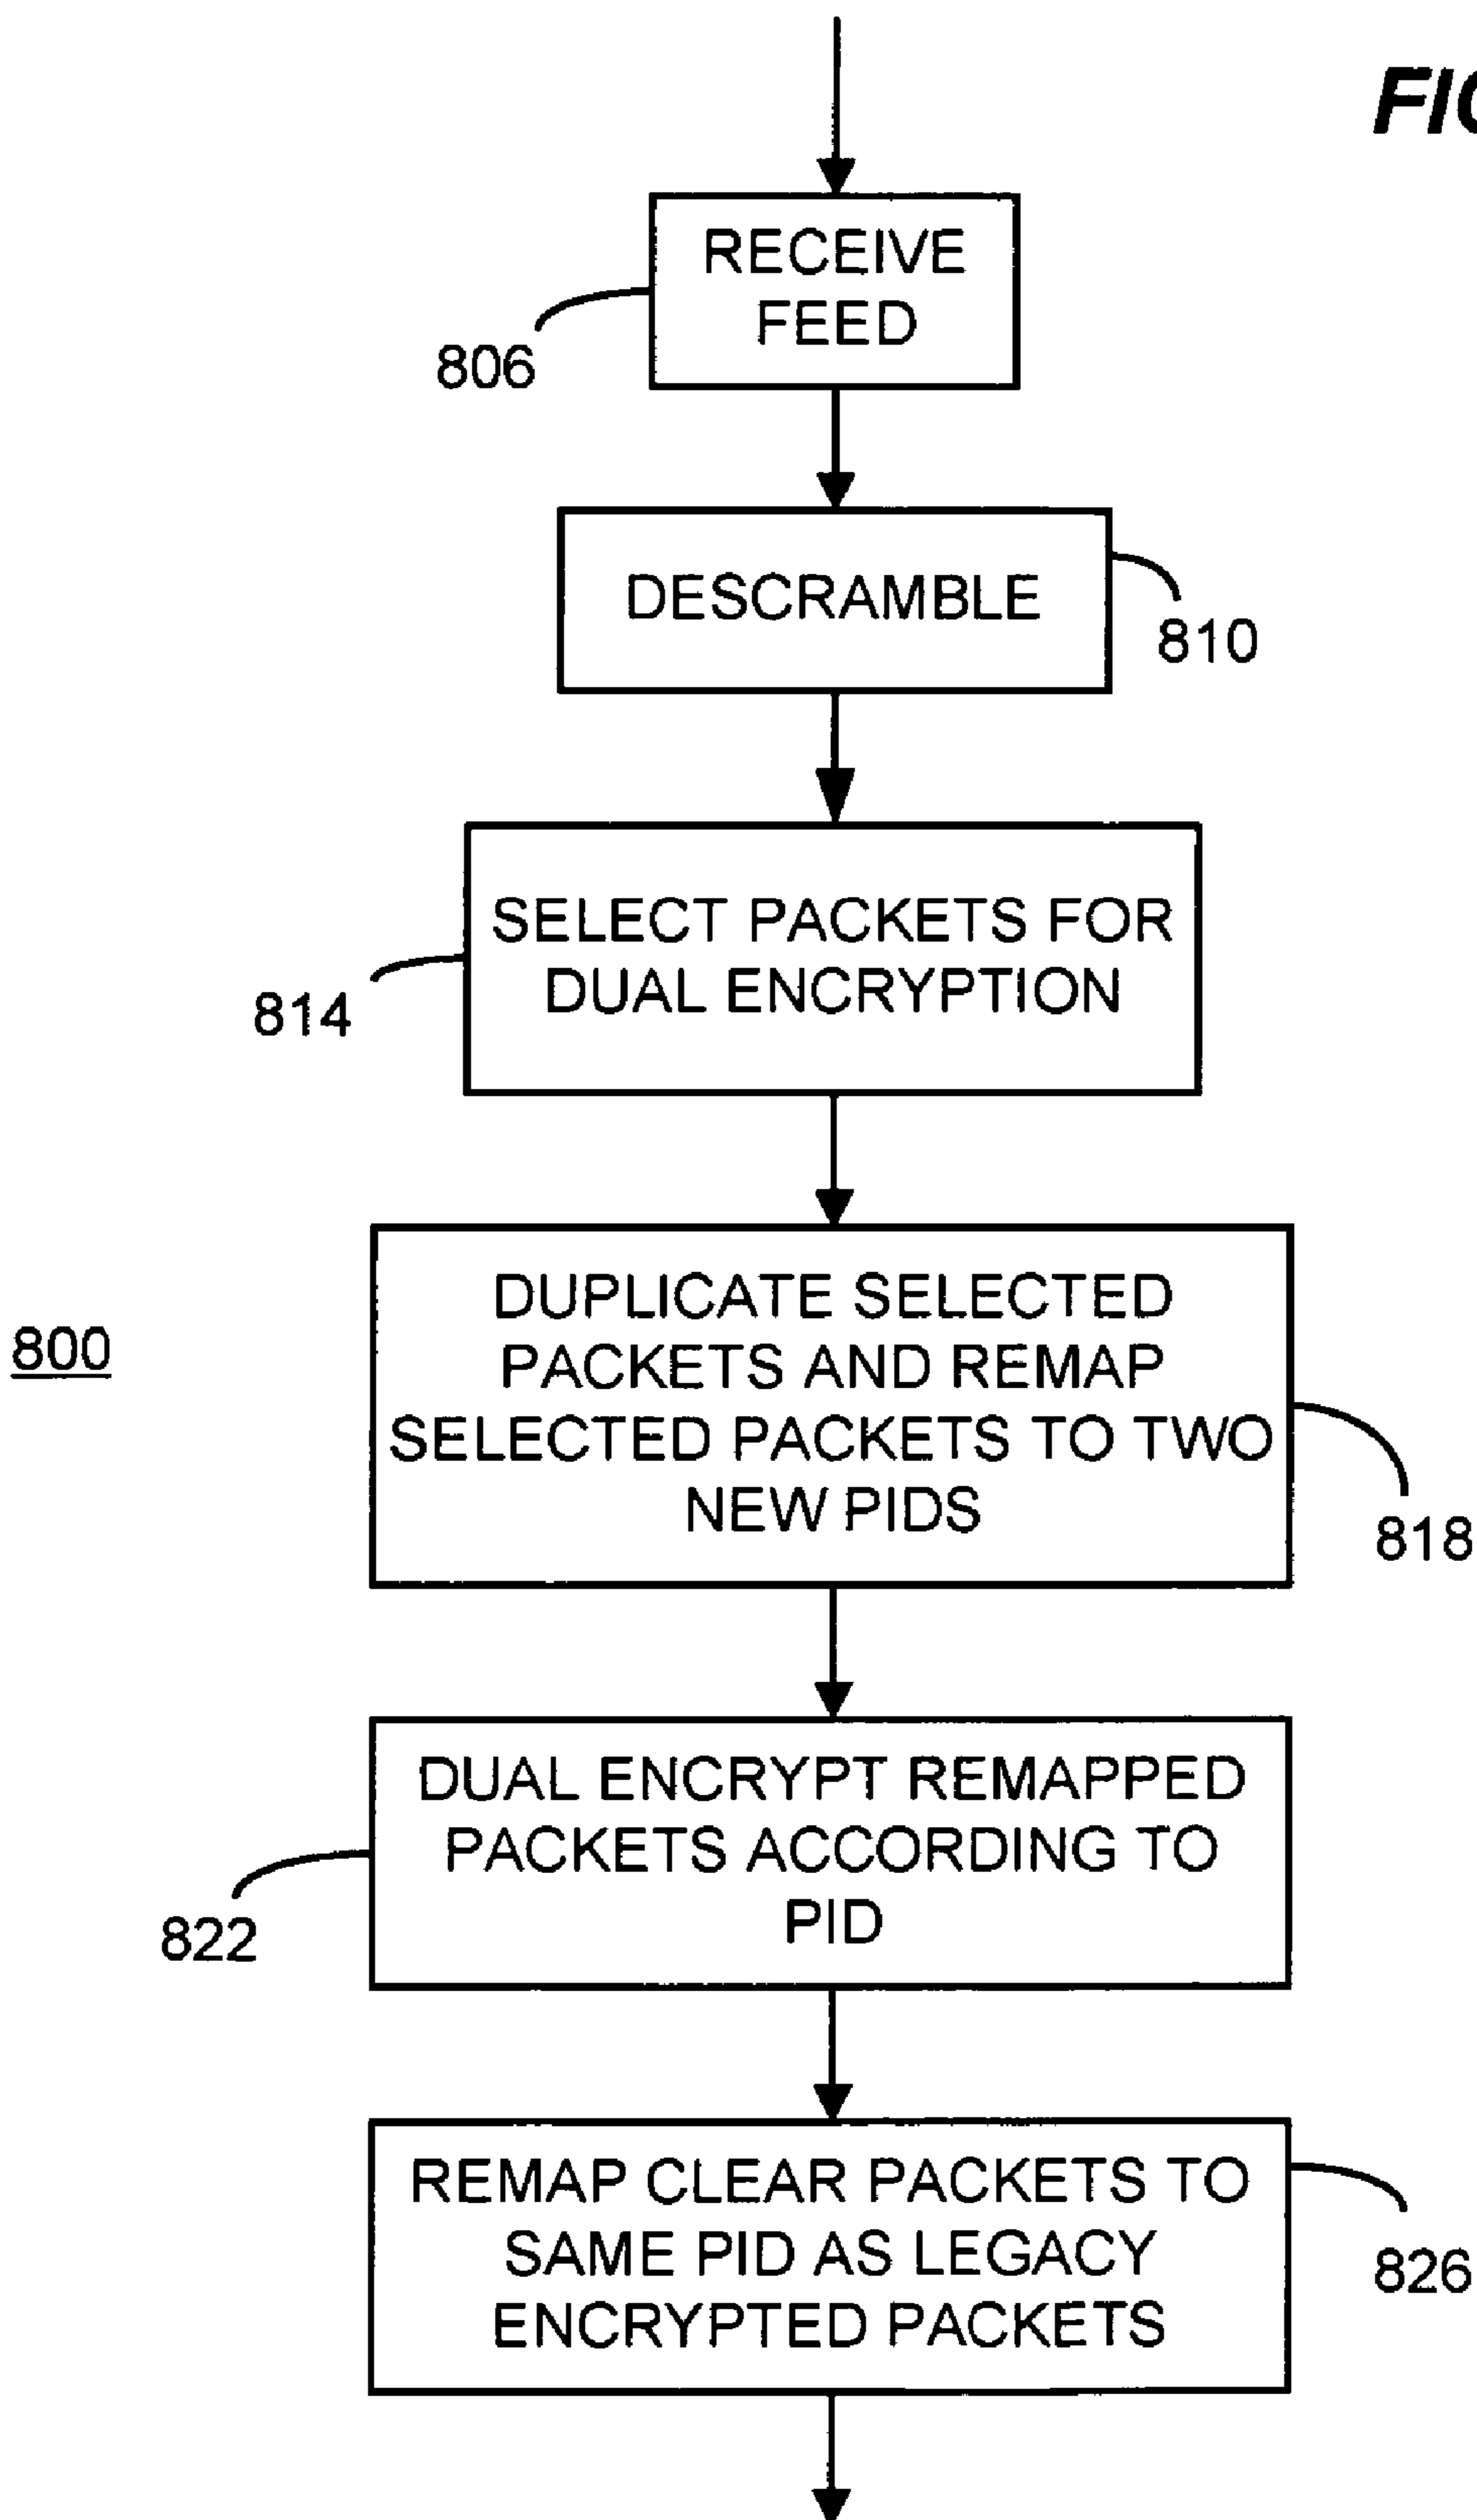 RECEIVE
FEED
806
DESCRAMBLE
810
SELECT PACKETS FOR
DUAL ENCRYPTION
814
DUPLICATE SELECTED
PACKETS AND REMAP
SELECTED PACKETS TO TWO
NEW PIDS
800
818
DUAL ENCRYPT REMAPPED
PACKETS ACCORDING TO
PID
822
REMAP CLEAR PACKETS TO
SAME PID AS LEGACY
ENCRYPTED PACKETS
826